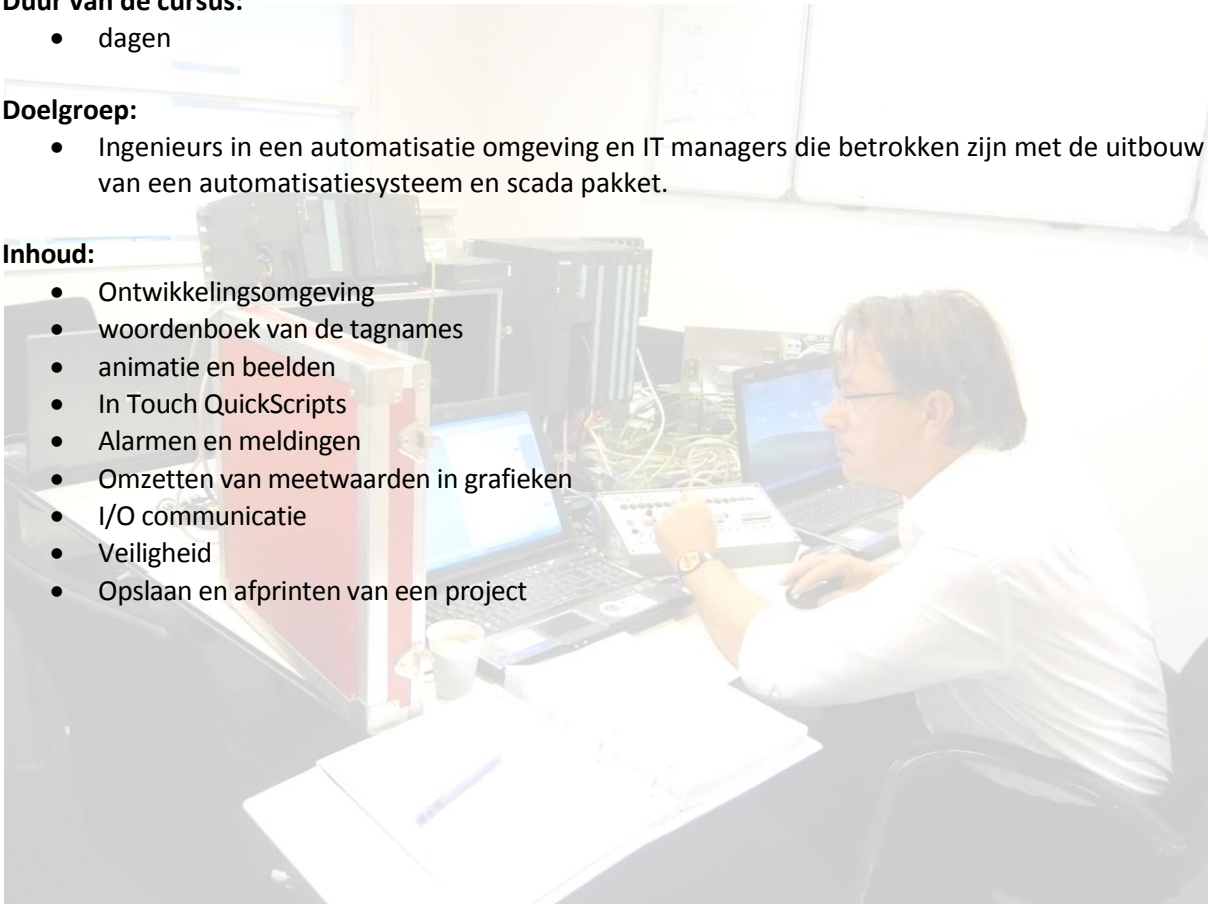 Duur van de cursus:
• dagen
Doelgroep:
• Ingenieurs in een automatisatie omgeving en IT managers die betrokken zijn met de uitbouw
van een automatisatiesysteem en scada pakket.
Inhoud:
• Ontwikkelingsomgeving
• woordenboek van de tagnames
• animatie en beelden
• In Touch QuickScripts
• Alarmen en meldingen
• Omzetten van meetwaarden in grafieken
• I/O communicatie
• Veiligheid
• Opslaan en afprinten van een project